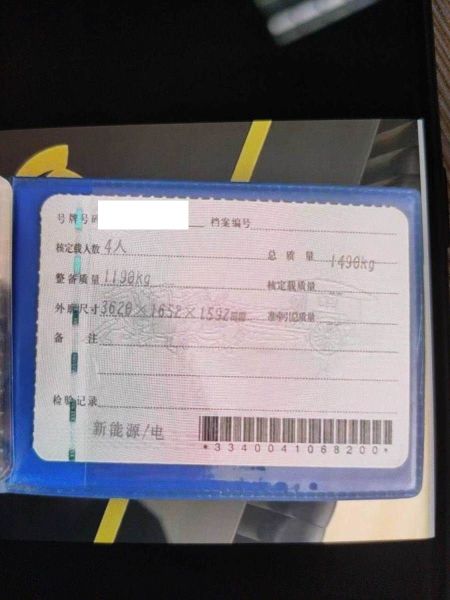 号牌号码 档案编号
核定载人数 4人 总质量 1490kg
整备质量 1190kg 核定载质量
外廓尺寸 3620×1652×1592mm 准牵引总质量
备注
检验记录
新能源/电
*3340041068200*